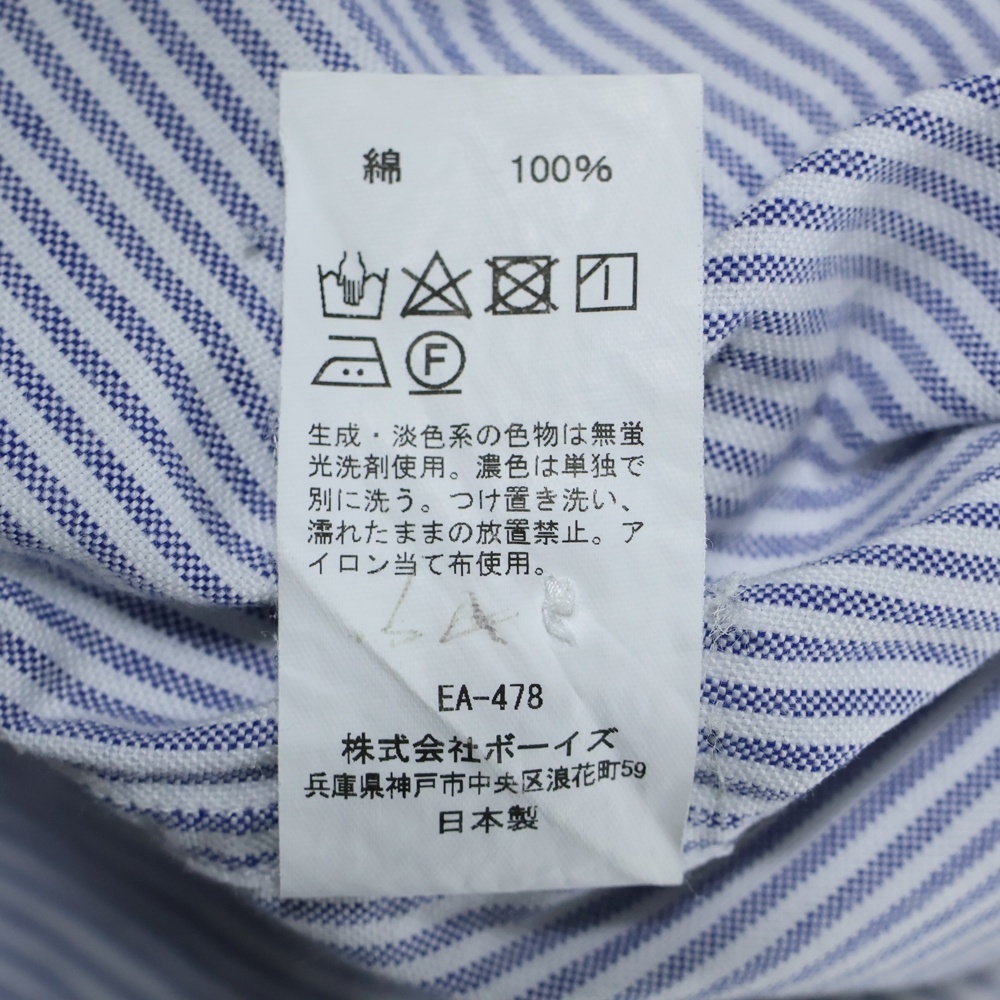 綿 100%
F
生成・淡色系の色物は無蛍
光洗剤使用。濃色は単独で
別に洗う。つけ置き洗い、
濡れたままの放置禁止。ア
イロン当て布使用。
EA-478
株式会社ボーイズ
兵庫県神戸市中央区浪花町59
日本製